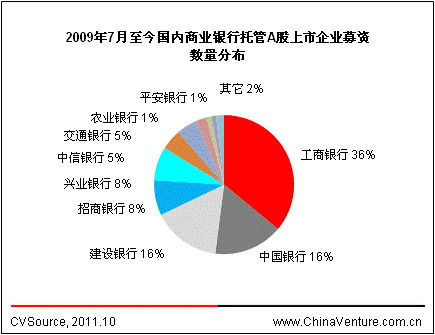 2009年7月至今国内商业银行托管A股上市企业募资
数量分布
其它 2%
平安银行 1%
农业银行 1%
交通银行 5%
中信银行 5%
兴业银行 8%
招商银行 8%
建设银行 16%
工商银行 36%
中国银行 16%
CVSource, 2011.10
www.ChinaVenture.com.cn